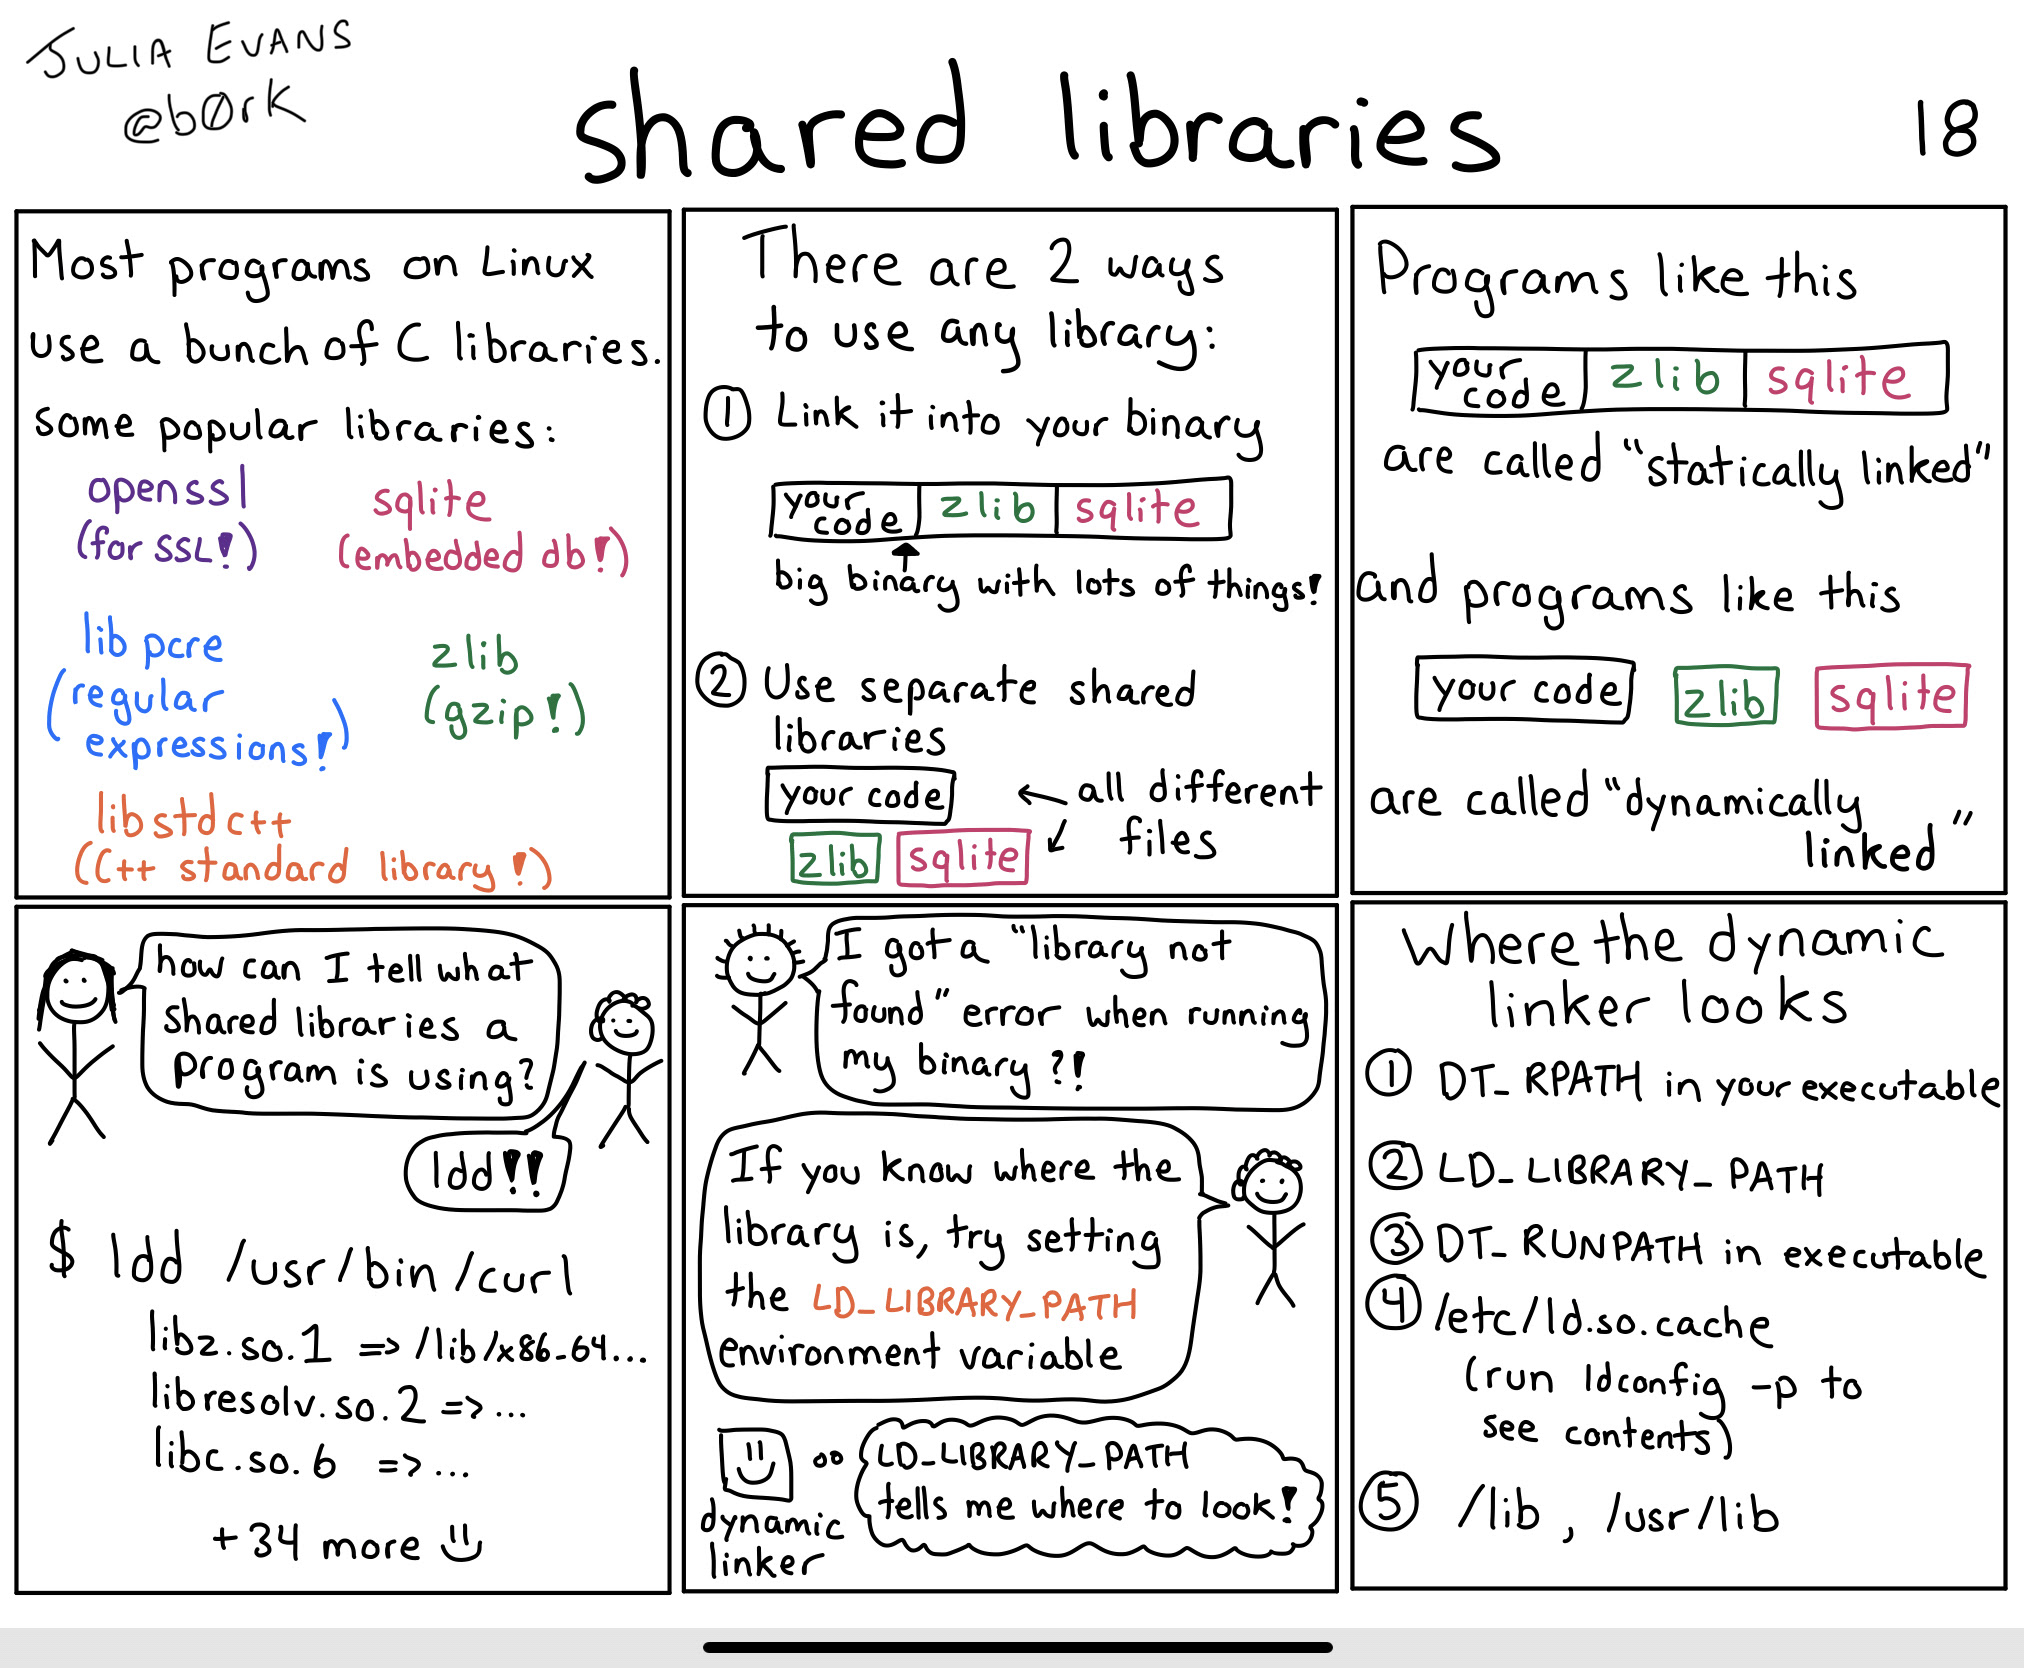 JULIA EVANS
@b0rk
shared libraries
18
Most programs on Linux
use a bunch of C libraries.
some popular libraries:
openssl
(for SSL!)
sqlite
(embedded db!)
libpcre
(regular
expressions!)
zlib
(gzip!)
libstdc++
(C++ standard library!)
There are 2 ways
to use any library:
① Link it into your binary
your code zlib sqlite
big binary with lots of things!
② Use separate shared
libraries
your code
zlib sqlite
← all different
↙ files
Programs like this
your code zlib sqlite
are called "statically linked"
and programs like this
your code zlib sqlite
are called "dynamically
linked"
how can I tell what
shared libraries a
program is using?
ldd!!
$ ldd /usr/bin/curl
libz.so.1 => /lib/x86-64...
libresolv.so.2 => ...
libc.so.6 => ...
+34 more
I got a "library not
found" error when running
my binary?!
If you know where the
library is, try setting
the LD_LIBRARY_PATH
environment variable
dynamic
linker
LD_LIBRARY_PATH
tells me where to look!
Where the dynamic
linker looks
① DT_RPATH in your executable
② LD_LIBRARY_PATH
③ DT_RUNPATH in executable
④ /etc/ld.so.cache
(run ldconfig -p to
see contents)
⑤ /lib, /usr/lib